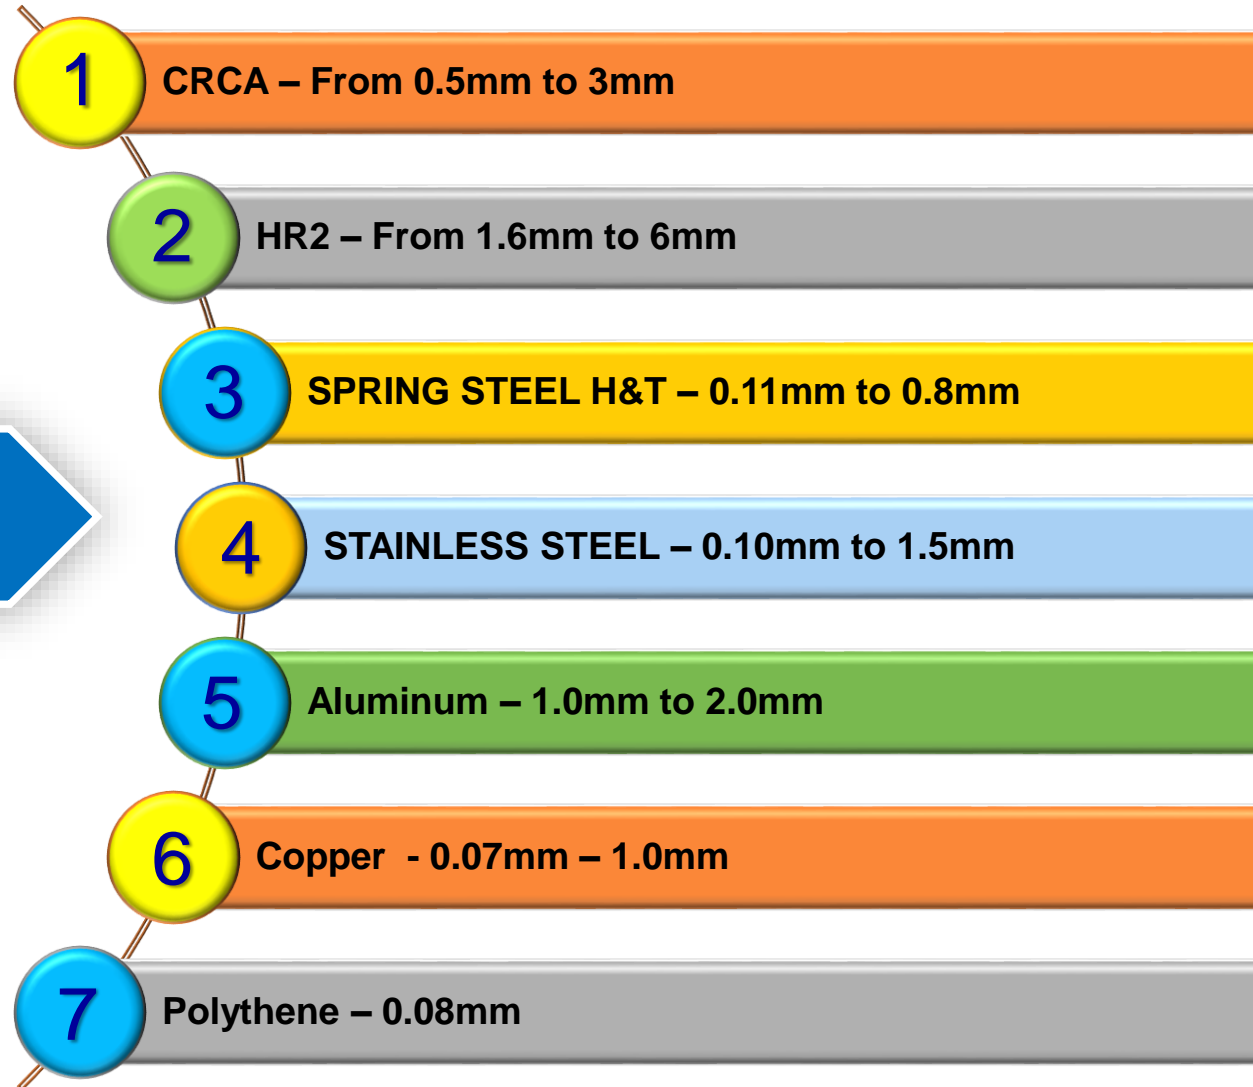 1
CRCA – From 0.5mm to 3mm
2
HR2 – From 1.6mm to 6mm
3
SPRING STEEL H&T – 0.11mm to 0.8mm
4
STAINLESS STEEL – 0.10mm to 1.5mm
5
Aluminum – 1.0mm to 2.0mm
6
Copper  - 0.07mm – 1.0mm
7
Polythene – 0.08mm